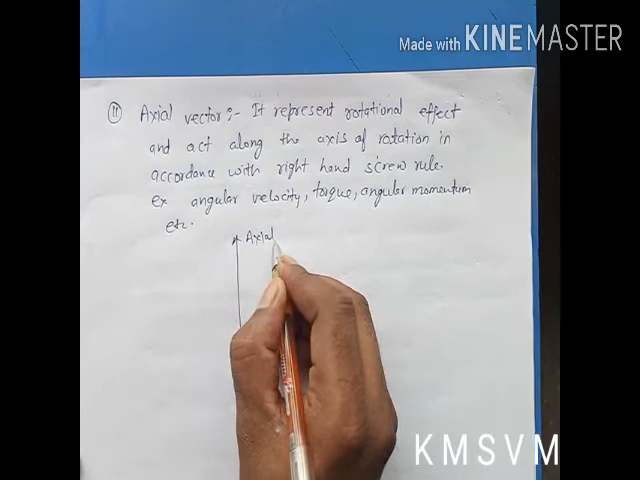 Made with KINEMASTER
(11) Axial vector :- It represent rotational effect
and act along the axis of rotation in
accordance with right hand screw rule.
ex angular velocity, torque, angular momentum
etc.
Axial
KMSVM